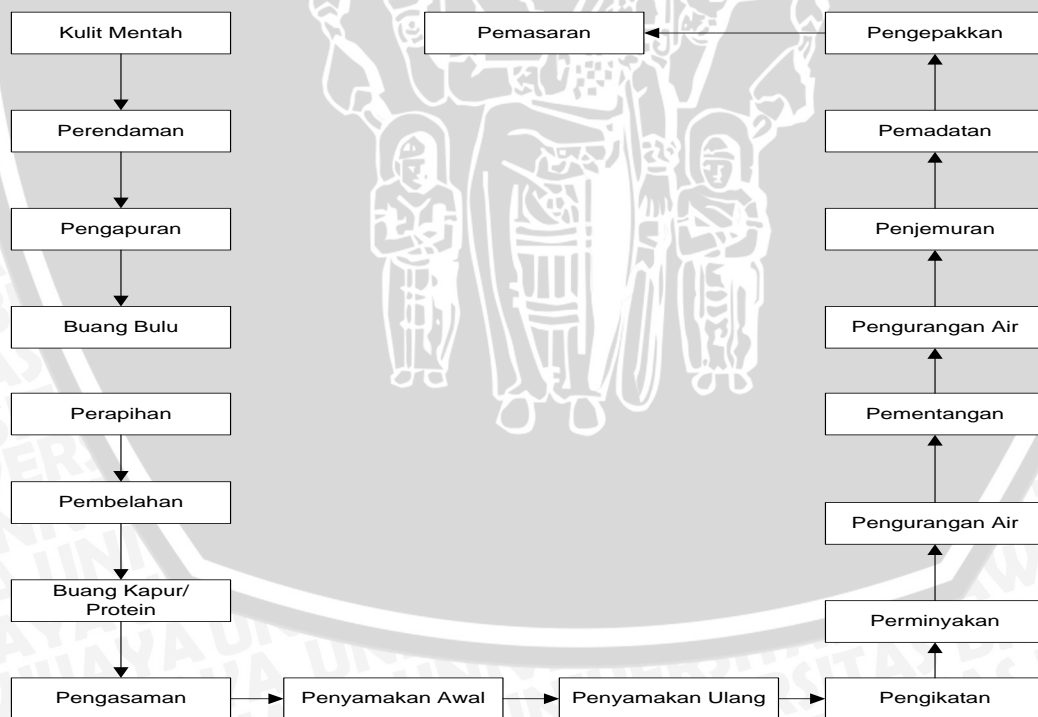 Kulit Mentah
Perendaman
Pengapuran
Buang Bulu
Perapihan
Pembelahan
Buang Kapur/
Protein
Pengasaman
Penyamakan Awal
Penyamakan Ulang
Pengikatan
Perminyakan
Pengurangan Air
Pementangan
Pengurangan Air
Penjemuran
Pemadatan
Pengepakkan
Pemasaran